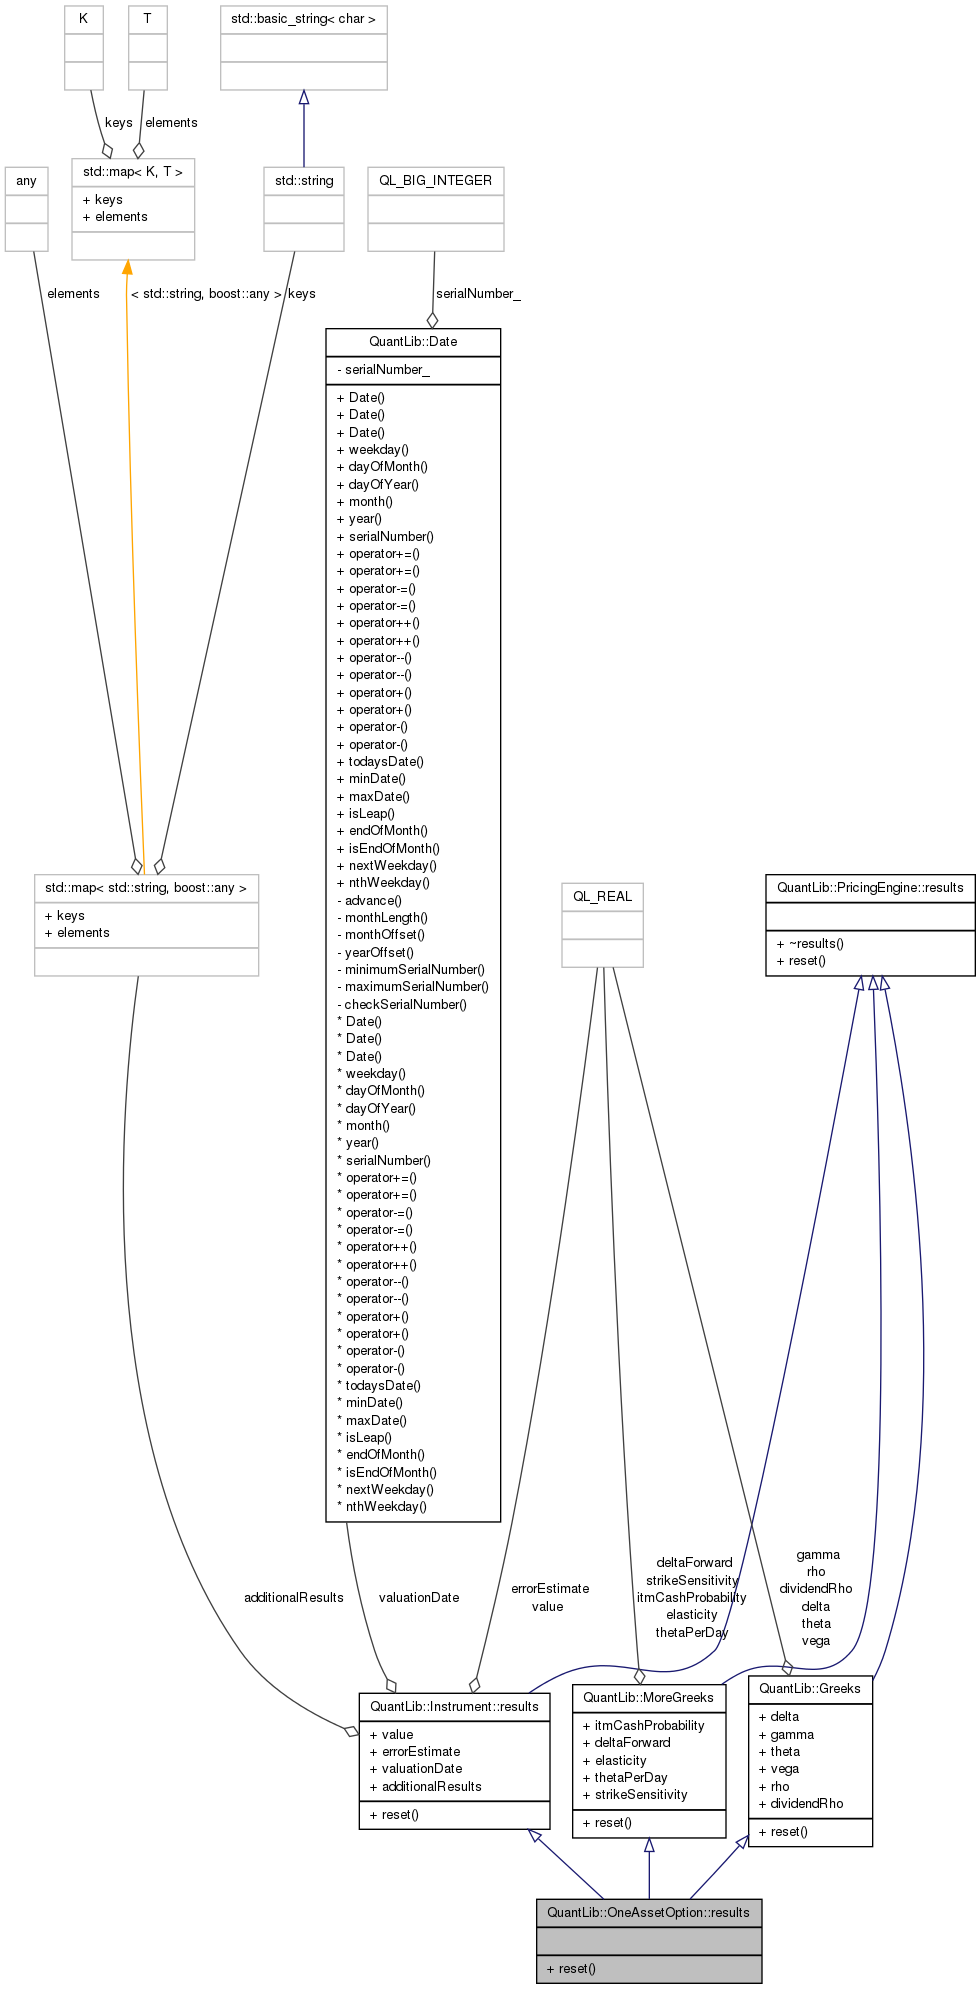 K
T
std::basic_string< char >
keys
elements
any
std::map< K, T >
+ keys
+ elements
std::string
QL_BIG_INTEGER
elements
< std::string, boost::any >
keys
serialNumber_
QuantLib::Date
- serialNumber_
+ Date()
+ Date()
+ Date()
+ weekday()
+ dayOfMonth()
+ dayOfYear()
+ month()
+ year()
+ serialNumber()
+ operator+=()
+ operator+=()
+ operator-=()
+ operator-=()
+ operator++()
+ operator++()
+ operator--()
+ operator--()
+ operator+()
+ operator+()
+ operator-()
+ operator-()
+ todaysDate()
+ minDate()
+ maxDate()
+ isLeap()
+ endOfMonth()
+ isEndOfMonth()
+ nextWeekday()
+ nthWeekday()
- advance()
- monthLength()
- monthOffset()
- yearOffset()
- minimumSerialNumber()
- maximumSerialNumber()
- checkSerialNumber()
* Date()
* Date()
* Date()
* weekday()
* dayOfMonth()
* dayOfYear()
* month()
* year()
* serialNumber()
* operator+=()
* operator+=()
* operator-=()
* operator-=()
* operator++()
* operator++()
* operator--()
* operator--()
* operator+()
* operator+()
* operator-()
* operator-()
* todaysDate()
* minDate()
* maxDate()
* isLeap()
* endOfMonth()
* isEndOfMonth()
* nextWeekday()
* nthWeekday()
std::map< std::string, boost::any >
+ keys
+ elements
QL_REAL
QuantLib::PricingEngine::results
+ ~results()
+ reset()
additionalResults
valuationDate
errorEstimate
value
deltaForward
strikeSensitivity
itmCashProbability
elasticity
thetaPerDay
gamma
rho
dividendRho
delta
theta
vega
QuantLib::Instrument::results
+ value
+ errorEstimate
+ valuationDate
+ additionalResults
+ reset()
QuantLib::MoreGreeks
+ itmCashProbability
+ deltaForward
+ elasticity
+ thetaPerDay
+ strikeSensitivity
+ reset()
QuantLib::Greeks
+ delta
+ gamma
+ theta
+ vega
+ rho
+ dividendRho
+ reset()
QuantLib::OneAssetOption::results
+ reset()